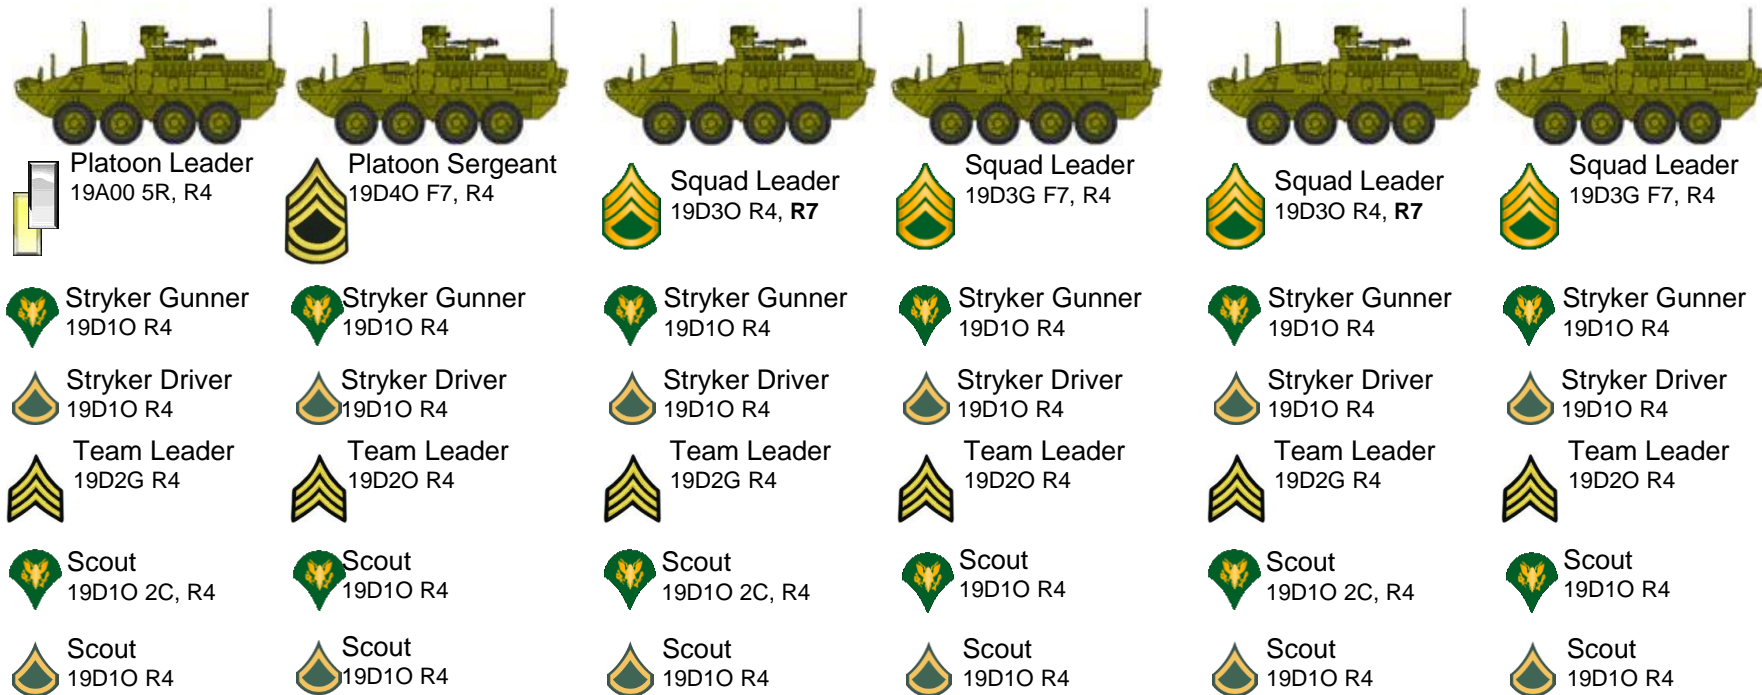 Platoon Leader
19A00 5R, R4
Platoon Sergeant
19D4O F7, R4
Squad Leader
19D3O R4, R7
Squad Leader
19D3G F7, R4
Squad Leader
19D3O R4, R7
Squad Leader
19D3G F7, R4
Stryker Gunner
19D1O R4
Stryker Gunner
19D1O R4
Stryker Gunner
19D1O R4
Stryker Gunner
19D1O R4
Stryker Gunner
19D1O R4
Stryker Gunner
19D1O R4
Stryker Driver
19D1O R4
Stryker Driver
19D1O R4
Stryker Driver
19D1O R4
Stryker Driver
19D1O R4
Stryker Driver
19D1O R4
Stryker Driver
19D1O R4
Team Leader
19D2G R4
Team Leader
19D2O R4
Team Leader
19D2G R4
Team Leader
19D2O R4
Team Leader
19D2G R4
Team Leader
19D2O R4
Scout
19D1O 2C, R4
Scout
19D1O R4
Scout
19D1O 2C, R4
Scout
19D1O R4
Scout
19D1O 2C, R4
Scout
19D1O R4
Scout
19D1O R4
Scout
19D1O R4
Scout
19D1O R4
Scout
19D1O R4
Scout
19D1O R4
Scout
19D1O R4